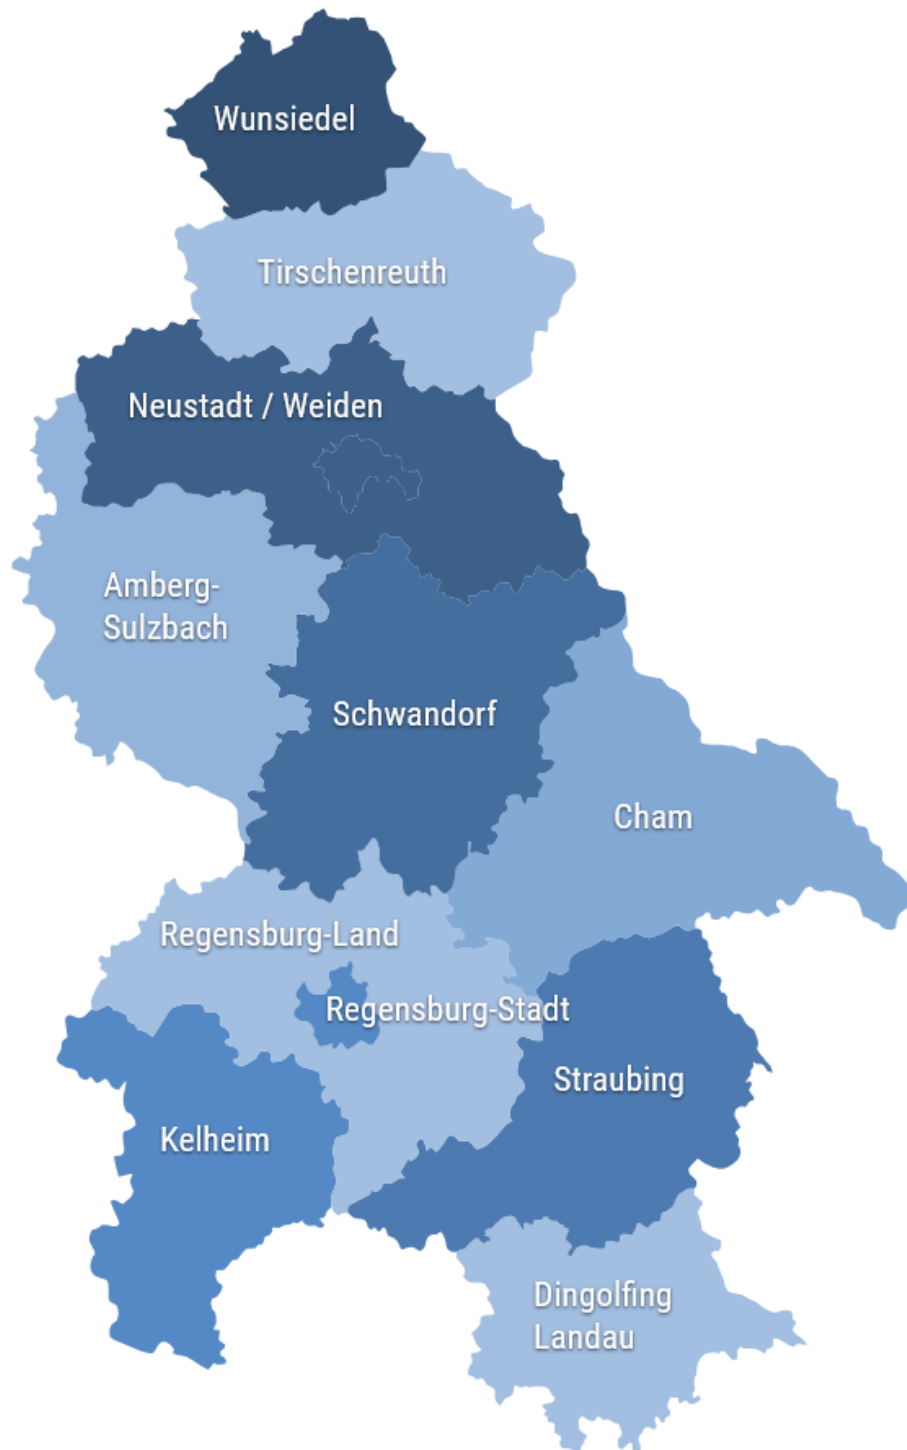 Wunsiedel
Tirschenreuth
Neustadt / Weiden
Amberg-
Sulzbach
Schwandorf
Cham
Regensburg-Land
Regensburg-Stadt
Straubing
Kelheim
Dingolfing
Landau